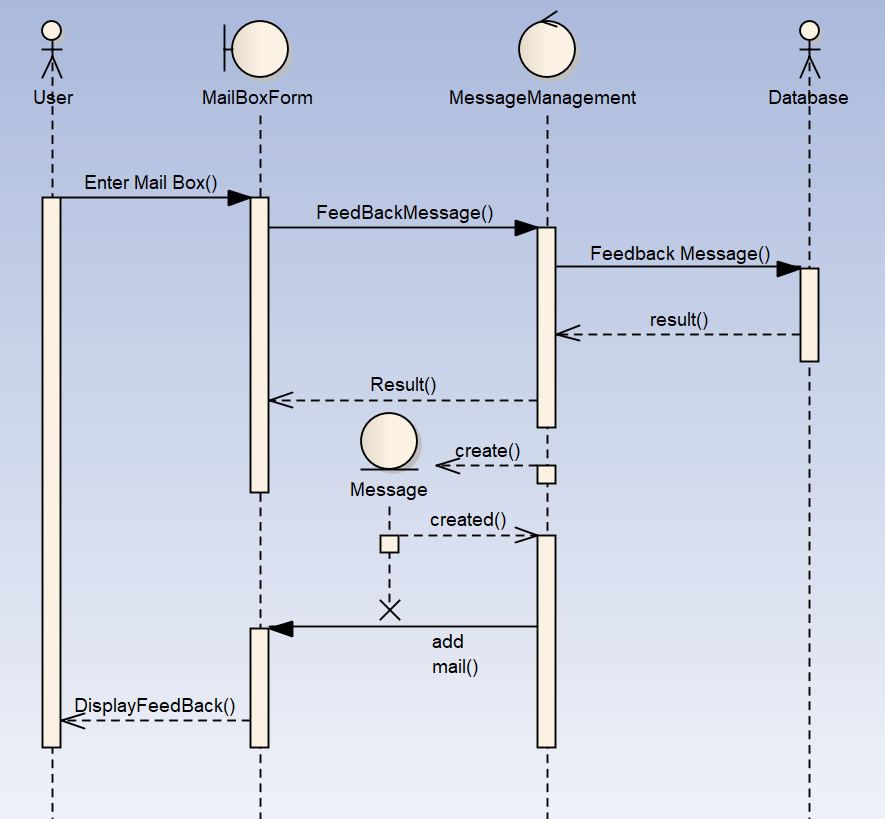 User
MailBoxForm
MessageManagement
Database
Enter Mail Box()
FeedBackMessage()
Feedback Message()
result()
Result()
create()
Message
created()
add
mail()
DisplayFeedBack()